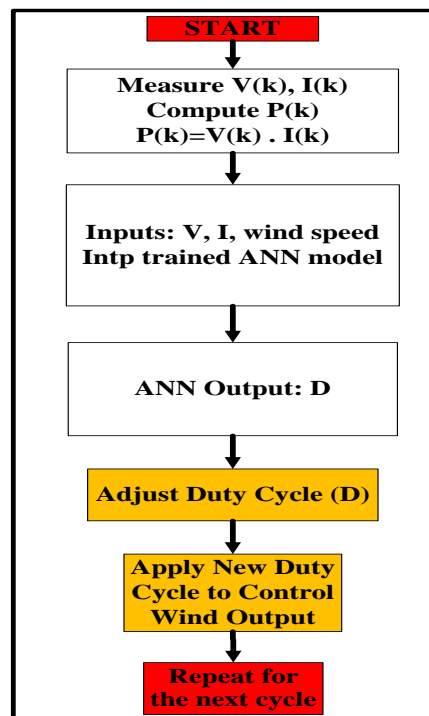 START
Measure V(k), I(k)
Compute P(k)
P(k)=V(k) . I(k)
Inputs: V, I, wind speed
Intp trained ANN model
ANN Output: D
Adjust Duty Cycle (D)
Apply New Duty
Cycle to Control
Wind Output
Repeat for
the next cycle